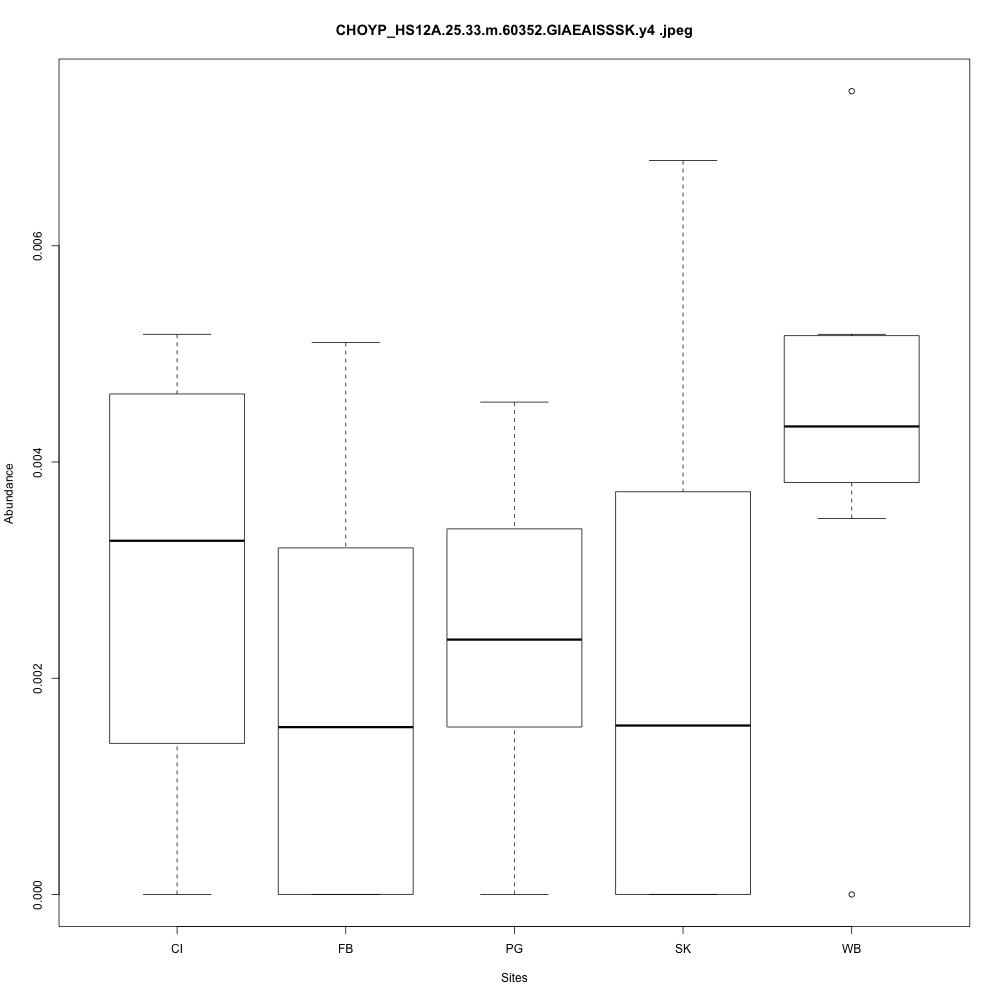 CHOYP_HS12A.25.33.m.60352.GIAEAISSSK.y4 .jpeg
Abundance
0.006
0.004
0.002
0.000
CI FB PG SK WB
Sites